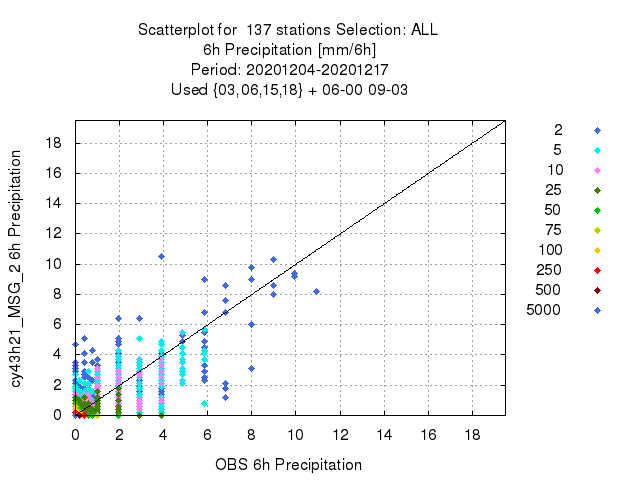 Scatterplot for  137 stations Selection: ALL
6h Precipitation [mm/6h]
Period: 20201204-20201217
Used {03,06,15,18} + 06-00 09-03
cy43h21_MSG_2 6h Precipitation
18
16
14
12
10
8
6
4
2
0
0 2 4 6 8 10 12 14 16 18
OBS 6h Precipitation
2
5
10
25
50
75
100
250
500
5000